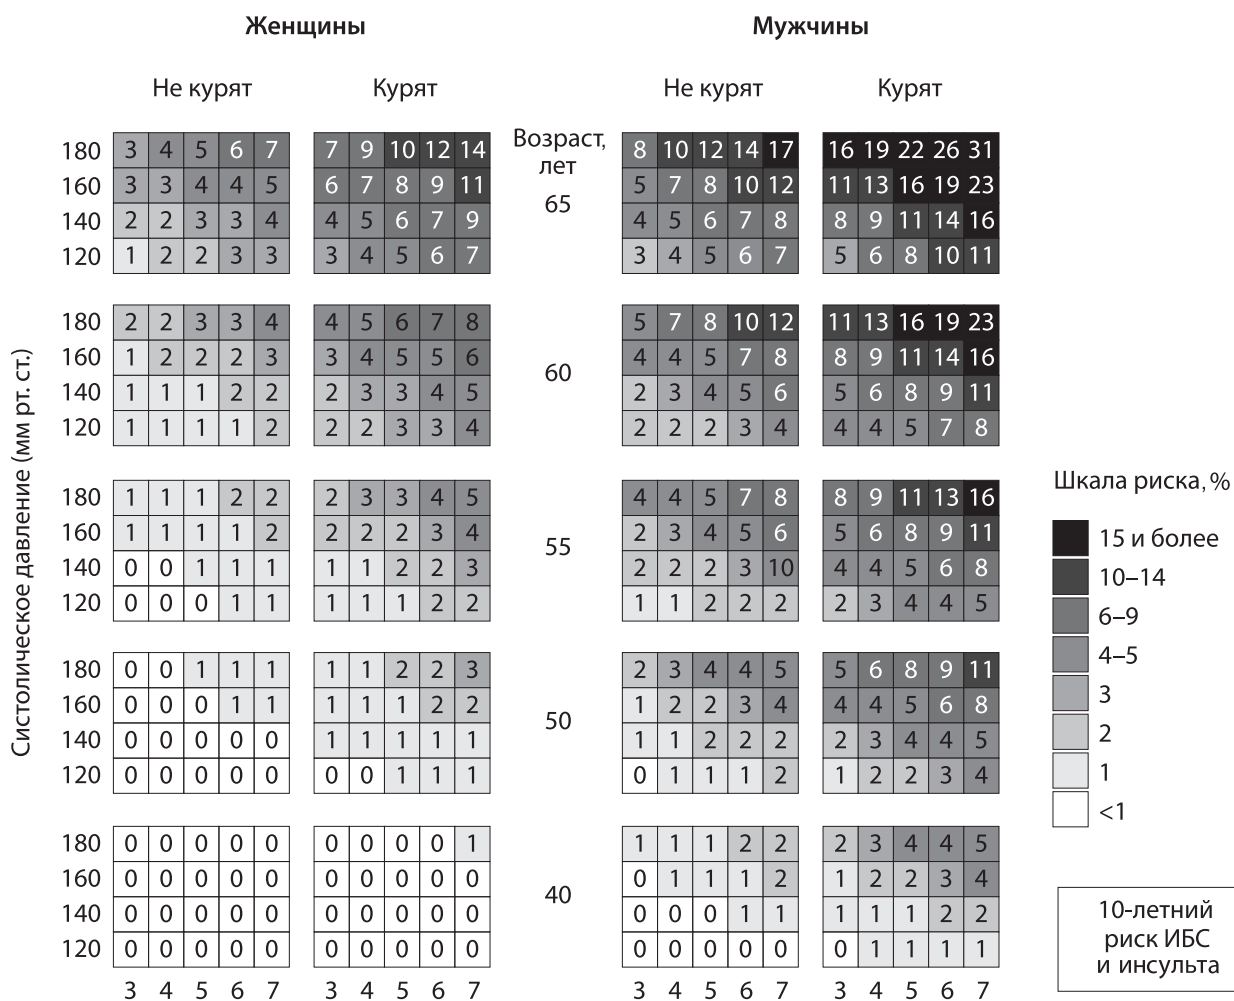 Женщины Мужчины
Не курят Курят Не курят Курят
Возраст, лет
Систолическое давление (мм рт. ст.)
180 3 4 5 6 7 7 9 10 12 14 8 10 12 14 17 16 19 22 26 31
160 3 3 4 4 5 6 7 8 9 11 5 7 8 10 12 11 13 16 19 23
65
140 2 2 3 3 4 4 5 6 7 9 4 5 6 7 8 8 9 11 14 16
120 1 2 2 3 3 3 4 5 6 7 3 4 5 6 7 5 6 8 10 11
180 2 2 3 3 4 4 5 6 7 8 5 7 8 10 12 11 13 16 19 23
160 1 2 2 2 3 3 4 5 5 6 4 4 5 7 8 8 9 11 14 16
60
140 1 1 1 2 2 2 3 3 4 5 2 3 4 5 6 5 6 8 9 11
120 1 1 1 1 2 2 2 3 3 4 2 2 2 3 4 4 4 5 7 8
180 1 1 1 2 2 2 3 3 4 5 4 4 5 7 8 8 9 11 13 16
160 1 1 1 1 2 2 2 2 3 4 2 3 4 5 6 5 6 8 9 11
55
140 0 0 1 1 1 1 1 2 2 3 2 2 2 3 10 4 4 5 6 8
120 0 0 0 1 1 1 1 1 2 2 1 1 2 2 2 2 3 4 4 5
180 0 0 1 1 1 1 1 2 2 3 2 3 4 4 5 5 6 8 9 11
160 0 0 0 1 1 1 1 1 2 2 1 2 2 3 4 4 4 5 6 8
50
140 0 0 0 0 0 1 1 1 1 1 1 1 2 2 2 2 3 4 4 5
120 0 0 0 0 0 0 0 1 1 1 0 1 1 1 2 1 2 2 3 4
180 0 0 0 0 0 0 0 0 0 1 1 1 1 2 2 2 3 4 4 5
160 0 0 0 0 0 0 0 0 0 0 0 1 1 1 2 1 2 2 3 4
40
140 0 0 0 0 0 0 0 0 0 0 0 0 0 1 1 1 1 1 2 2
120 0 0 0 0 0 0 0 0 0 0 0 0 0 0 0 0 1 1 1 1
3 4 5 6 7 3 4 5 6 7 3 4 5 6 7 3 4 5 6 7
Шкала риска, %
15 и более
10–14
6–9
4–5
3
2
1
<1
10-летний
риск ИБС
и инсульта